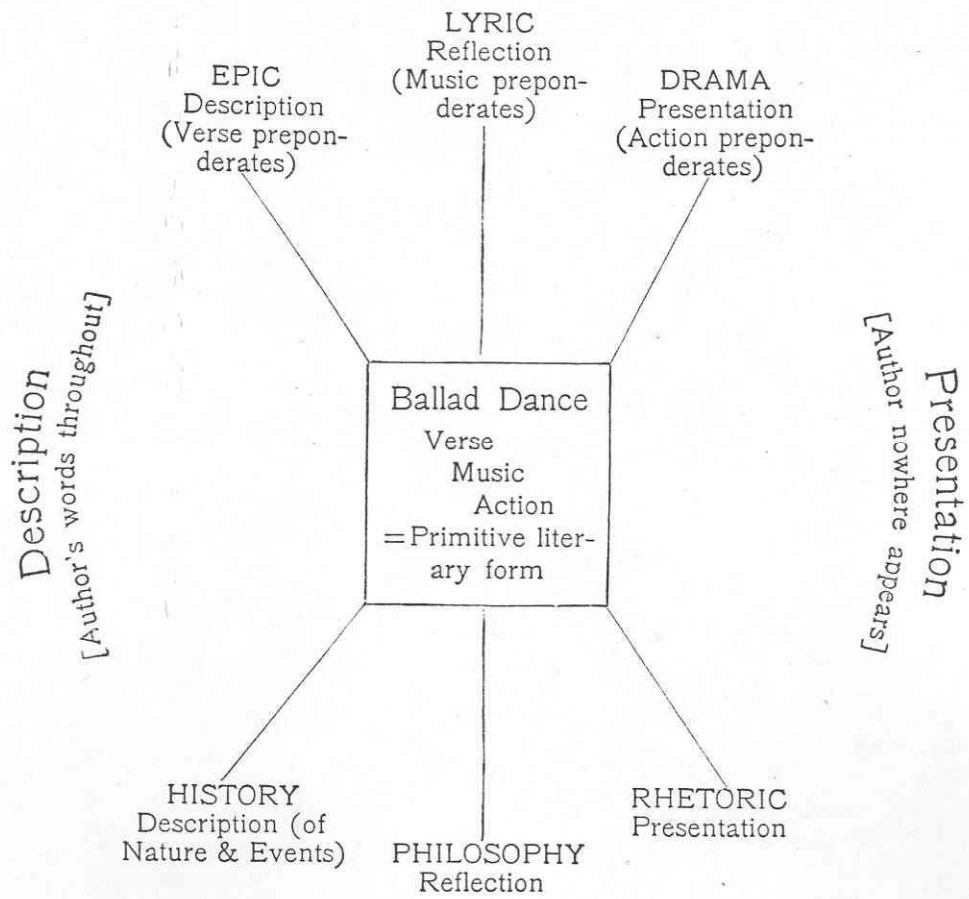 LYRIC
Reflection
(Music prepon-
derates)
EPIC
Description
(Verse prepon-
derates)
DRAMA
Presentation
(Action prepon-
derates)
Description
[Author's words throughout]
Ballad Dance
Verse
Music
Action
=Primitive liter-
ary form
Presentation
[Author nowhere appears]
HISTORY
Description (of
Nature & Events)
PHILOSOPHY
Reflection
RHETORIC
Presentation